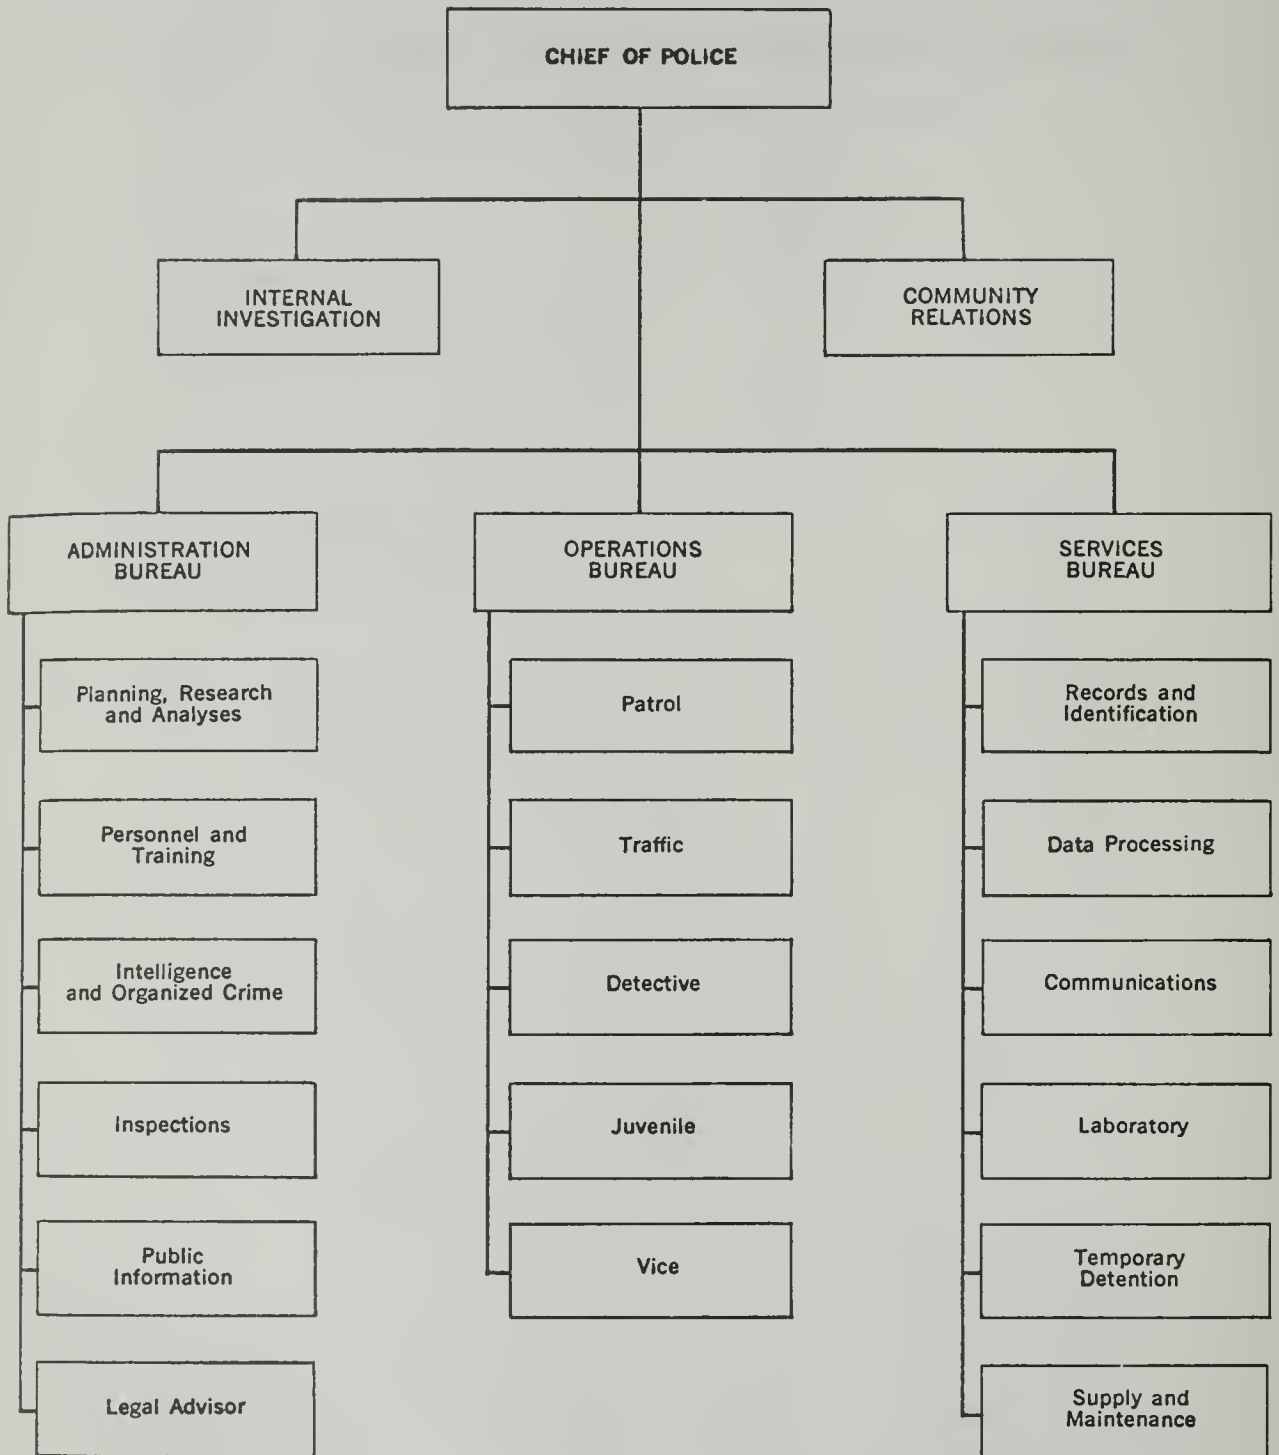 CHIEF OF POLICE
INTERNAL
INVESTIGATION
COMMUNITY
RELATIONS
ADMINISTRATION
BUREAU
Planning, Research
and Analyses
Personnel and
Training
Intelligence
and Organized Crime
Inspections
Public
Information
Legal Advisor
OPERATIONS
BUREAU
Patrol
Traffic
Detective
Juvenile
Vice
SERVICES
BUREAU
Records and
Identification
Data Processing
Communications
Laboratory
Temporary
Detention
Supply and
Maintenance